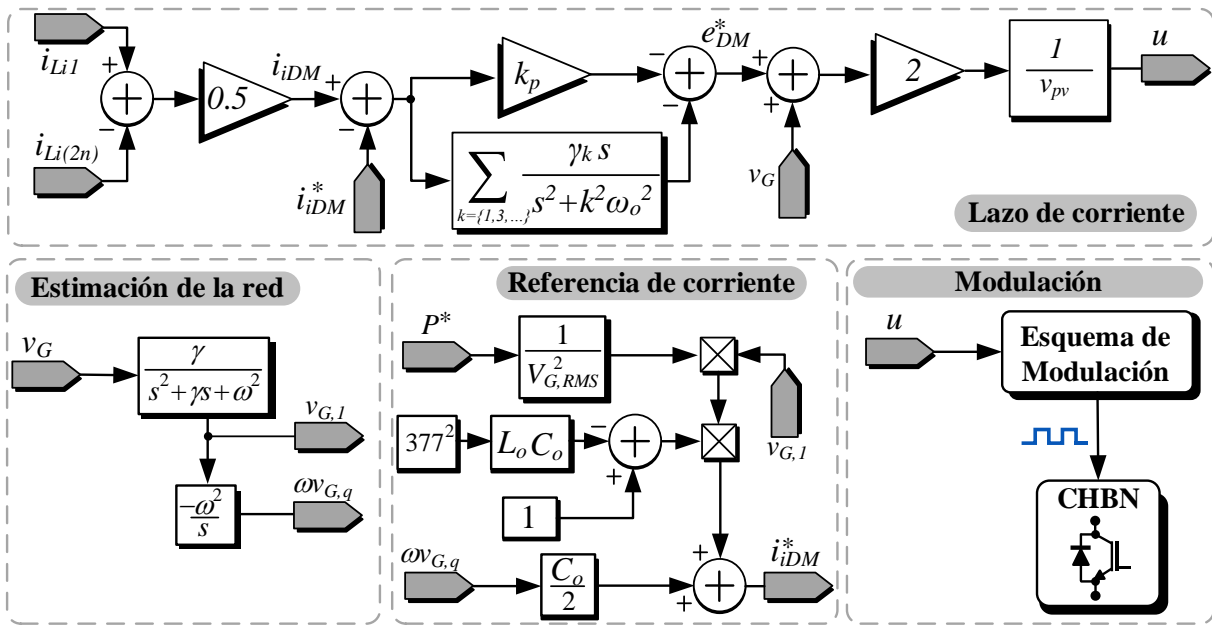 i_{Li1}
i_{Li(2n)}
+
−
+
0.5
i_{iDM}
+
−
+
i*_{iDM}
k_p
∑_{k={1,3,...}} γ_k s / s² + k²ω_o²
−
−
+
e*_{DM}
+
+
+
v_G
2
1 / v_{pv}
u
Lazo de corriente
Estimación de la red
v_G
γ / s² + γs + ω²
v_{G,1}
−ω² / s
ωv_{G,q}
Referencia de corriente
P*
1 / V²_{G,RMS}
v_{G,1}
377²
L_o C_o
−
+
+
1
ωv_{G,q}
C_o / 2
+
+
+
i*_{iDM}
Modulación
u
Esquema de
Modulación
CHBN